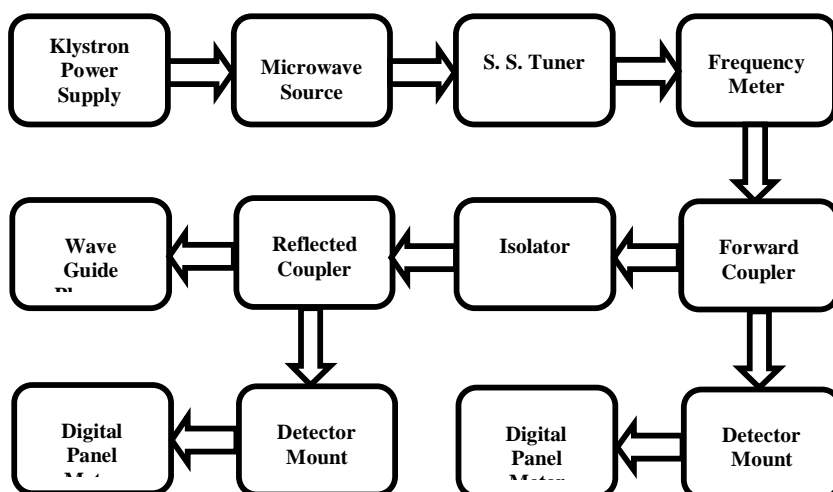 Klystron
Power
Supply
Microwave
Source
S. S. Tuner
Frequency
Meter
Wave
Guide
Reflected
Coupler
Isolator
Forward
Coupler
Digital
Panel
Detector
Mount
Digital
Panel
Meter
Detector
Mount